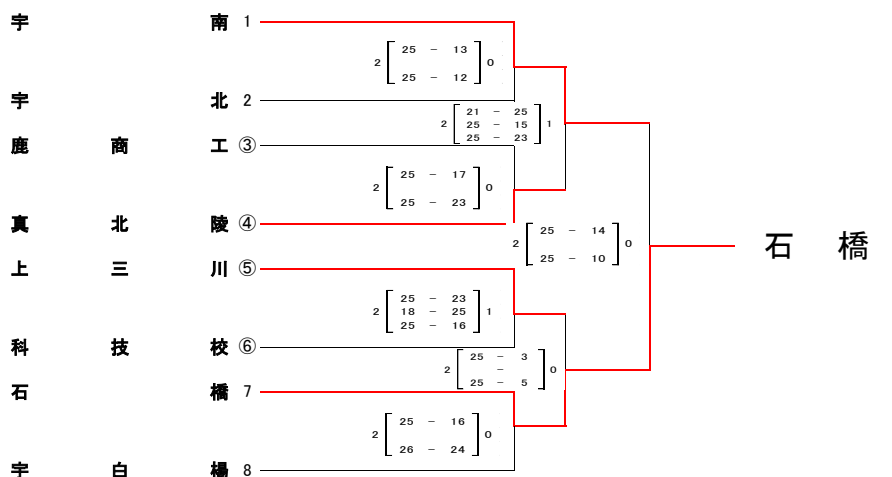 宇 南 1
2 25 - 13 0
25 - 12
宇 北 2
2 21 - 25 1
25 - 15
25 - 23
鹿 商 工 ③
2 25 - 17 0
25 - 23
真 北 陵 ④
2 25 - 14 0
25 - 10
石 橋
上 三 川 ⑤
2 25 - 23 1
18 - 25
25 - 16
科 技 校 ⑥
2 25 - 3 0
-
25 - 5
石 橋 7
2 25 - 16 0
26 - 24
宇 白 楊 8